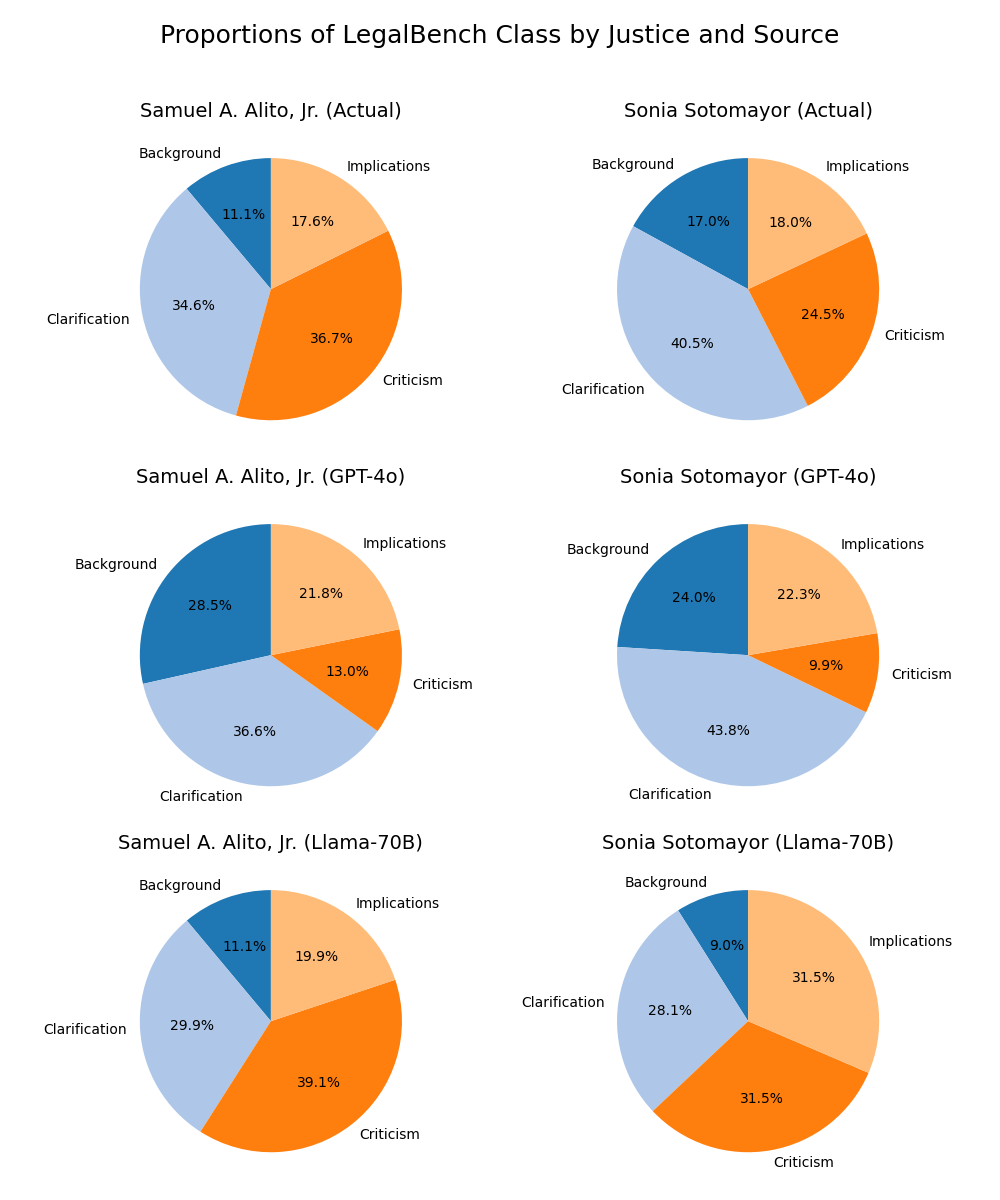 Proportions of LegalBench Class by Justice and Source
Samuel A. Alito, Jr. (Actual)
Background
Implications
11.1%
17.6%
34.6%
Clarification
36.7%
Criticism
Sonia Sotomayor (Actual)
Background
Implications
17.0%
18.0%
24.5%
Criticism
40.5%
Clarification
Samuel A. Alito, Jr. (GPT-4o)
Implications
Background
21.8%
28.5%
13.0%
Criticism
36.6%
Clarification
Sonia Sotomayor (GPT-4o)
Implications
Background
22.3%
24.0%
9.9%
Criticism
43.8%
Clarification
Samuel A. Alito, Jr. (Llama-70B)
Background
Implications
11.1%
19.9%
29.9%
Clarification
39.1%
Criticism
Sonia Sotomayor (Llama-70B)
Background
Implications
9.0%
31.5%
Clarification
28.1%
31.5%
Criticism